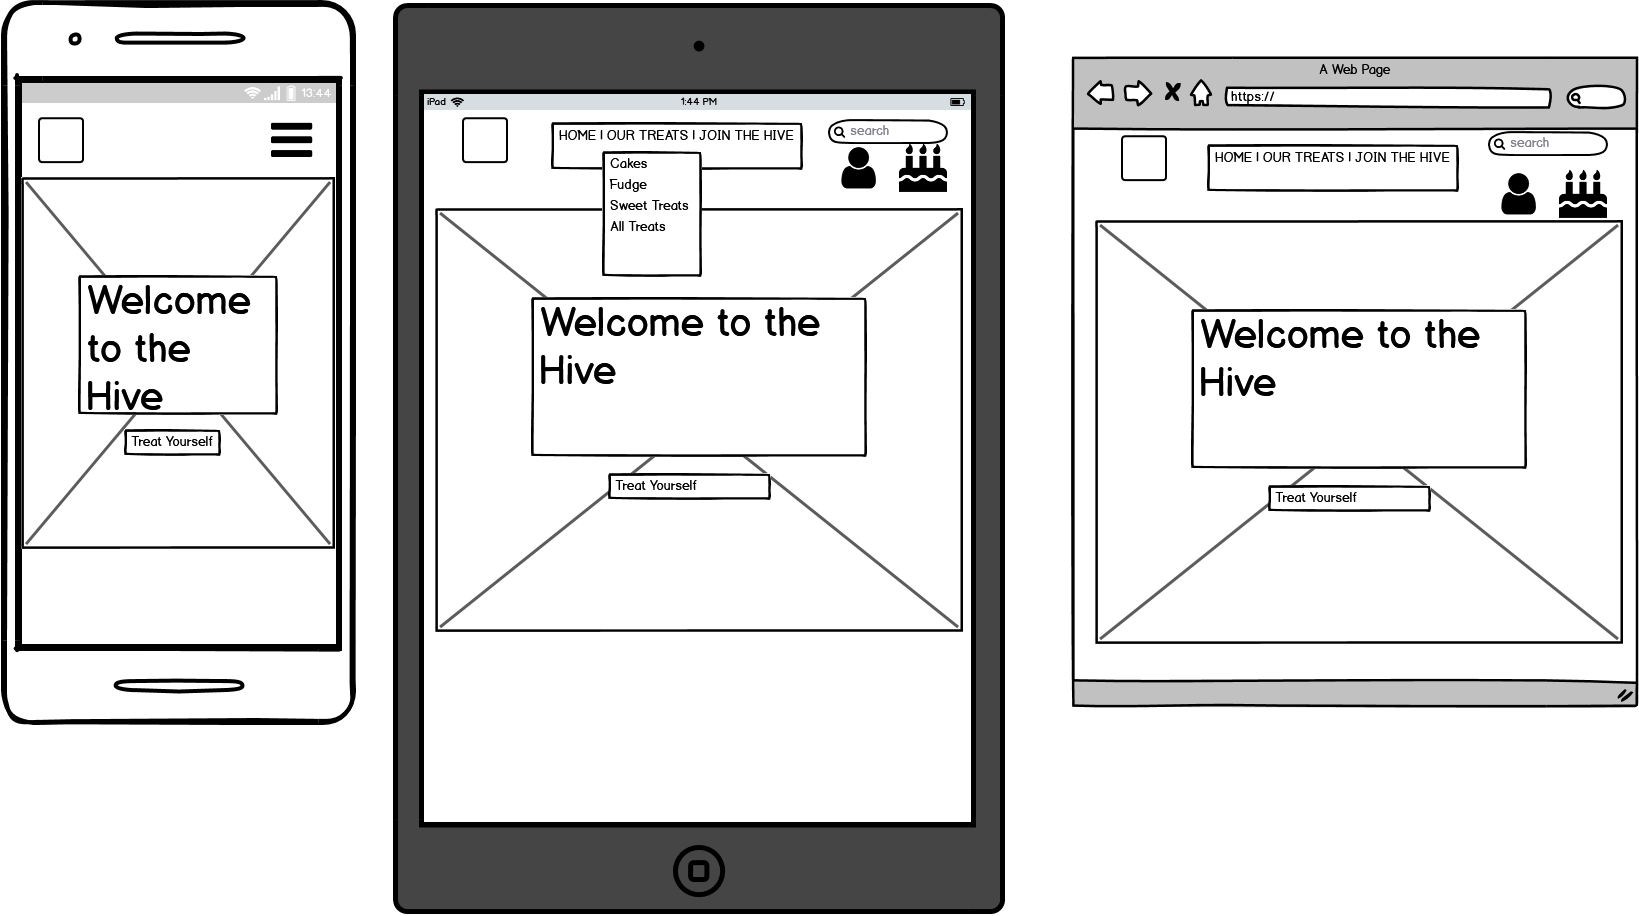 13:44
Welcome
to the
Hive
Treat Yourself
iPad
1:44 PM
HOME | OUR TREATS | JOIN THE HIVE
search
Cakes
Fudge
Sweet Treats
All Treats
Welcome to the
Hive
Treat Yourself
A Web Page
https://
search
HOME | OUR TREATS | JOIN THE HIVE
Welcome to the
Hive
Treat Yourself